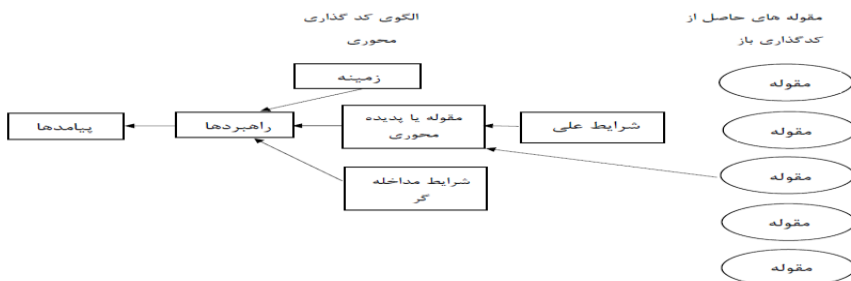 مقوله های حاصل از
کدگذاری باز
الگوی کد گذاری
محوری
مقوله
زمینه
مقوله
شرایط علی
مقوله یا پدیده
محوری
راهبردها
پیامدها
مقوله
شرایط مداخله
گر
مقوله
مقوله